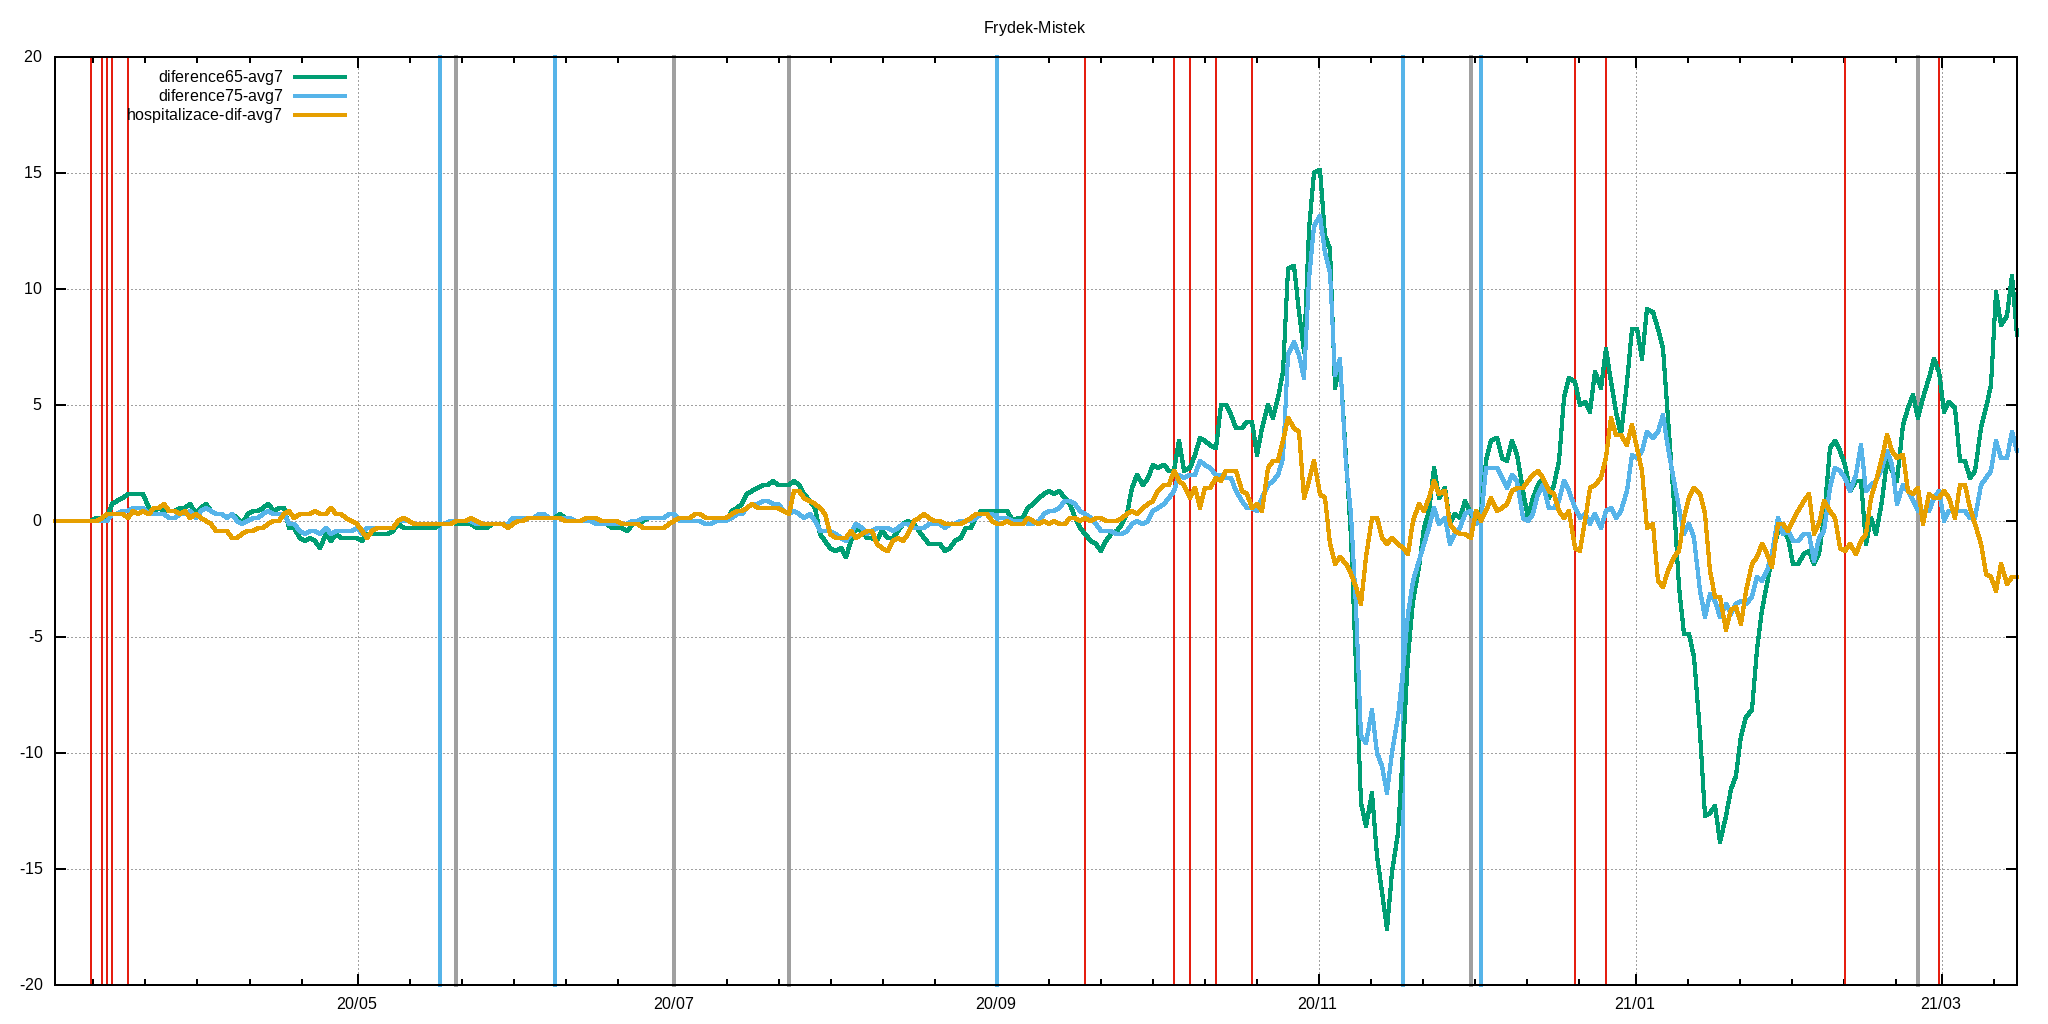 Frydek-Mistek
diference65-avg7
diference75-avg7
hospitalizace-dif-avg7
20
15
10
5
0
-5
-10
-15
-20
20/05 20/07 20/09 20/11 21/01 21/03